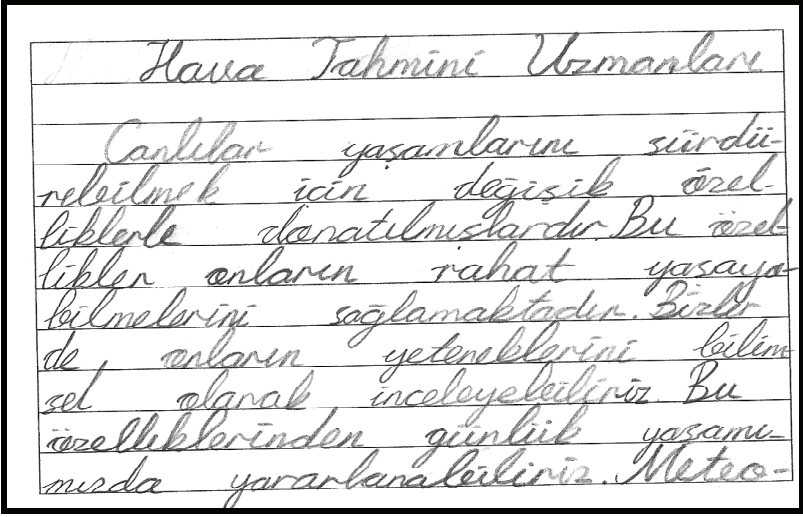 Hava Tahmini Uzmanları
Canlılar yaşamlarını sürdü-
rebilmek için değişik özel-
liklerle donatılmışlardır. Bu özel-
likler onların rahat yaşaya-
bilmelerini sağlamaktadır. Bizler
de, onların yeteneklerini bilim
sel olarak inceleyebiliriz. Bu
özelliklerinden günlük yaşamı-
mızda yararlanabiliriz. Meteo-